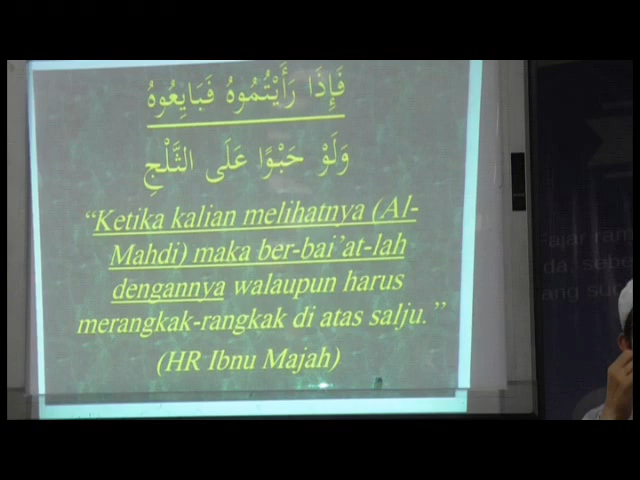 فَإِذَا رَأَيْتُمُوهُ فَبَايِعُوهُ
وَلَوْ حَبْوًا عَلَى الثَّلْجِ
“Ketika kalian melihatnya (Al-
Mahdi) maka ber-bai’at-lah
dengannya walaupun harus
merangkak-rangkak di atas salju.”
(HR Ibnu Majah)